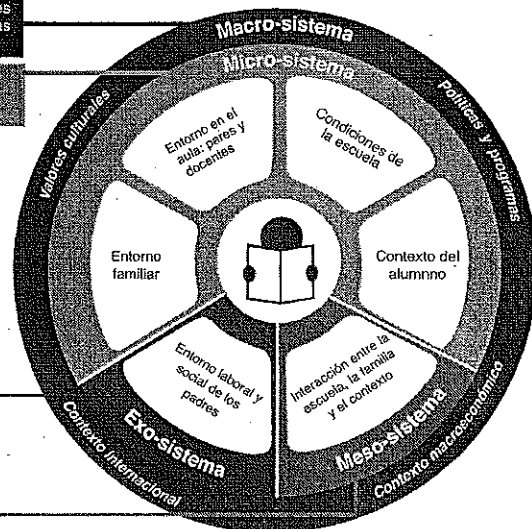 es
as
Macro-sistema
Micro-sistema
Valores culturales
Políticas y programas
Entorno en el
aula: pares y
docentes
Condiciones de
la escuela
Entorno
familiar
Contexto del
alumnno
Entorno laboral y
social de los
padres
Interacción entre la
escuela, la familia
y el contexto
Exo-sistema
Meso-sistema
Contexto internacional
Contexto macroeconómico